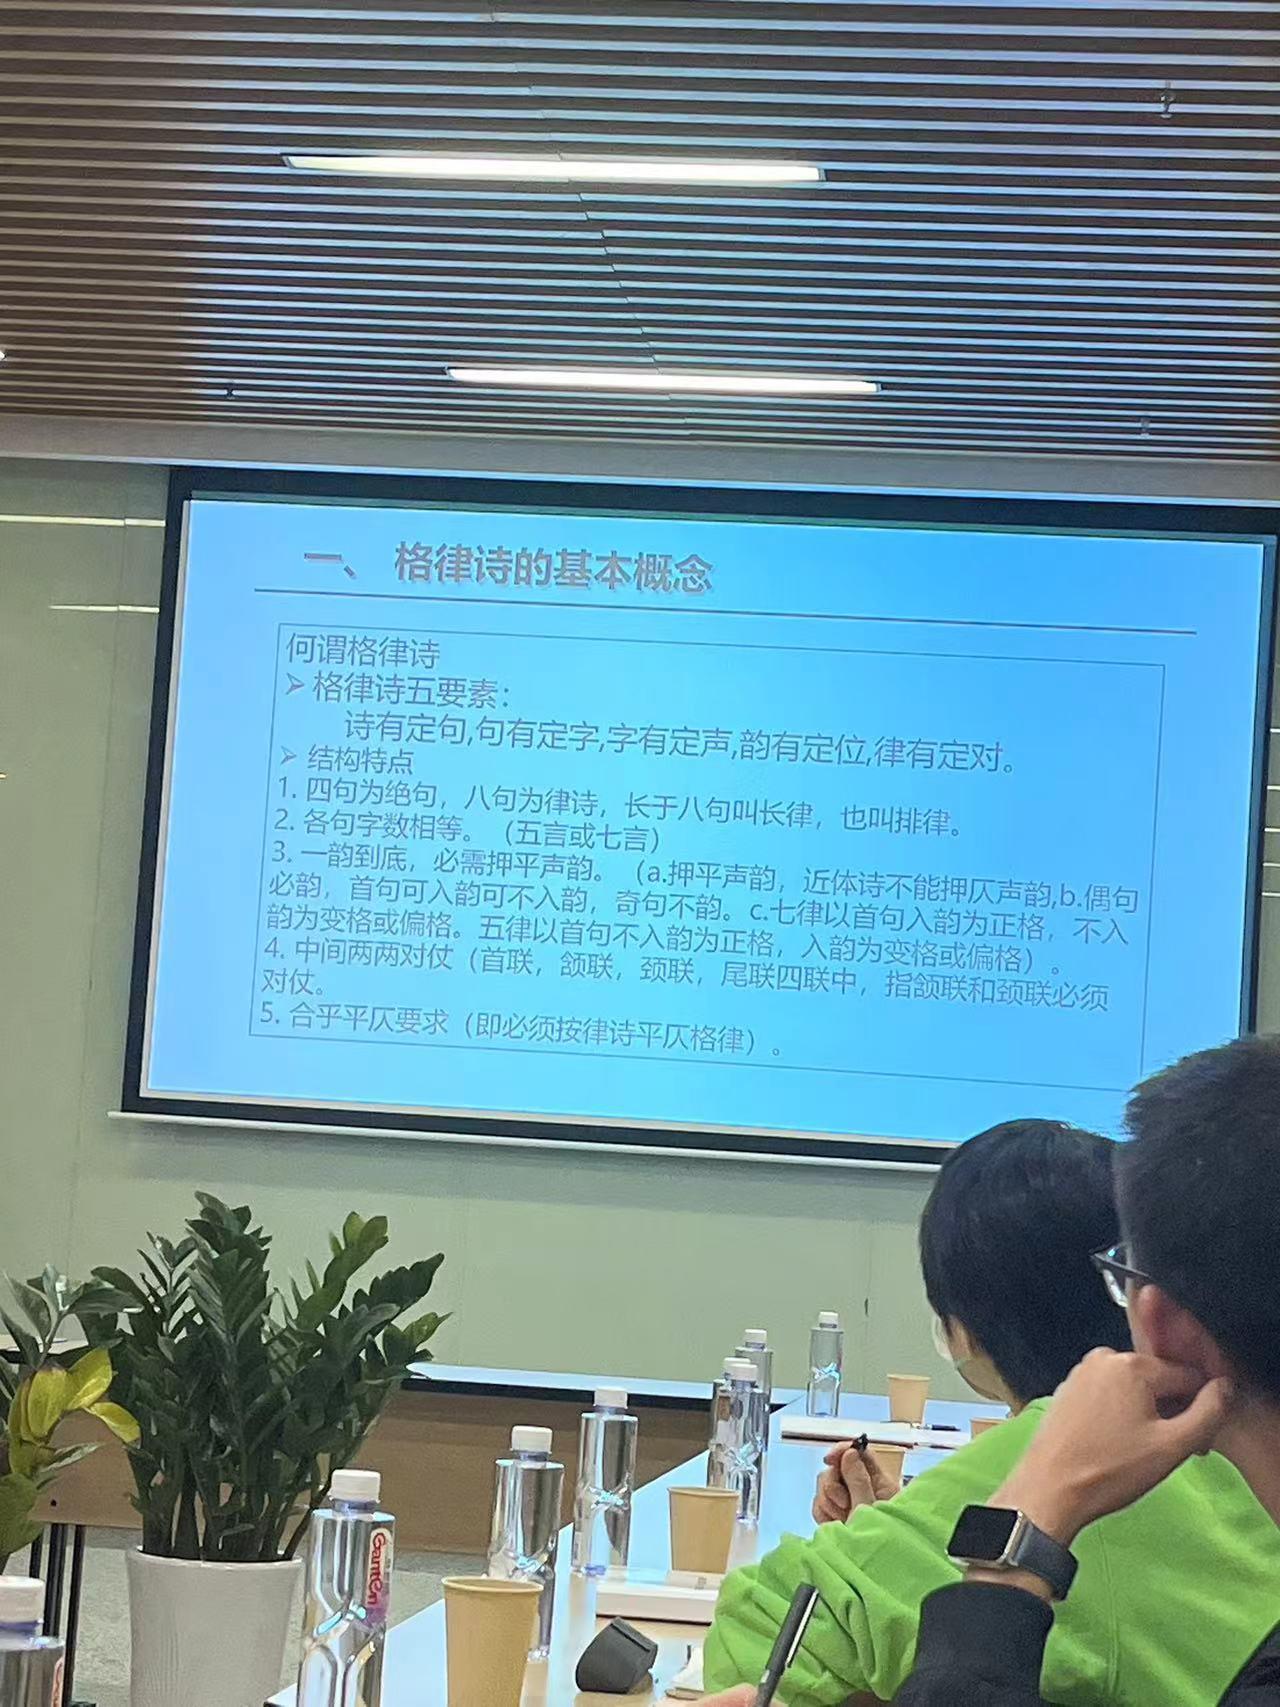 一、 格律诗的基本概念
何谓格律诗
➢ 格律诗五要素：
诗有定句,句有定字,字有定声,韵有定位,律有定对。
➢ 结构特点
1. 四句为绝句，八句为律诗，长于八句叫长律，也叫排律。
2. 各句字数相等。（五言或七言）
3. 一韵到底，必需押平声韵。（a.押平声韵，近体诗不能押仄声韵,b.偶句
必韵，首句可入韵可不入韵，奇句不韵。c.七律以首句入韵为正格，不入
韵为变格或偏格。五律以首句不入韵为正格，入韵为变格或偏格）。
4. 中间两两对仗（首联，颔联，颈联，尾联四联中，指颔联和颈联必须
对仗。
5. 合乎平仄要求（即必须按律诗平仄格律）。
Ganten